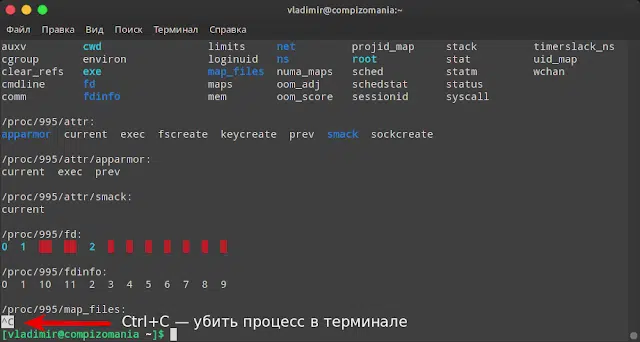 vladimir@compizomania:~
Файл Правка Вид Поиск Терминал Справка
auxv cwd limits net projid_map stack timerslack_ns
cgroup environ loginuid ns root stat uid_map
clear_refs exe map_files numa_maps sched statm wchan
cmdline fd maps oom_adj schedstat status
comm fdinfo mem oom_score sessionid syscall
/proc/995/attr:
apparmor current exec fscreate keycreate prev smack sockcreate
/proc/995/attr/apparmor:
current exec prev
/proc/995/attr/smack:
current
/proc/995/fd:
0 1 2
/proc/995/fdinfo:
0 1 10 11 2 3 4 5 6 7 8 9
/proc/995/map_files:
^C Ctrl+C — убить процесс в терминале
[vladimir@compizomania ~]$